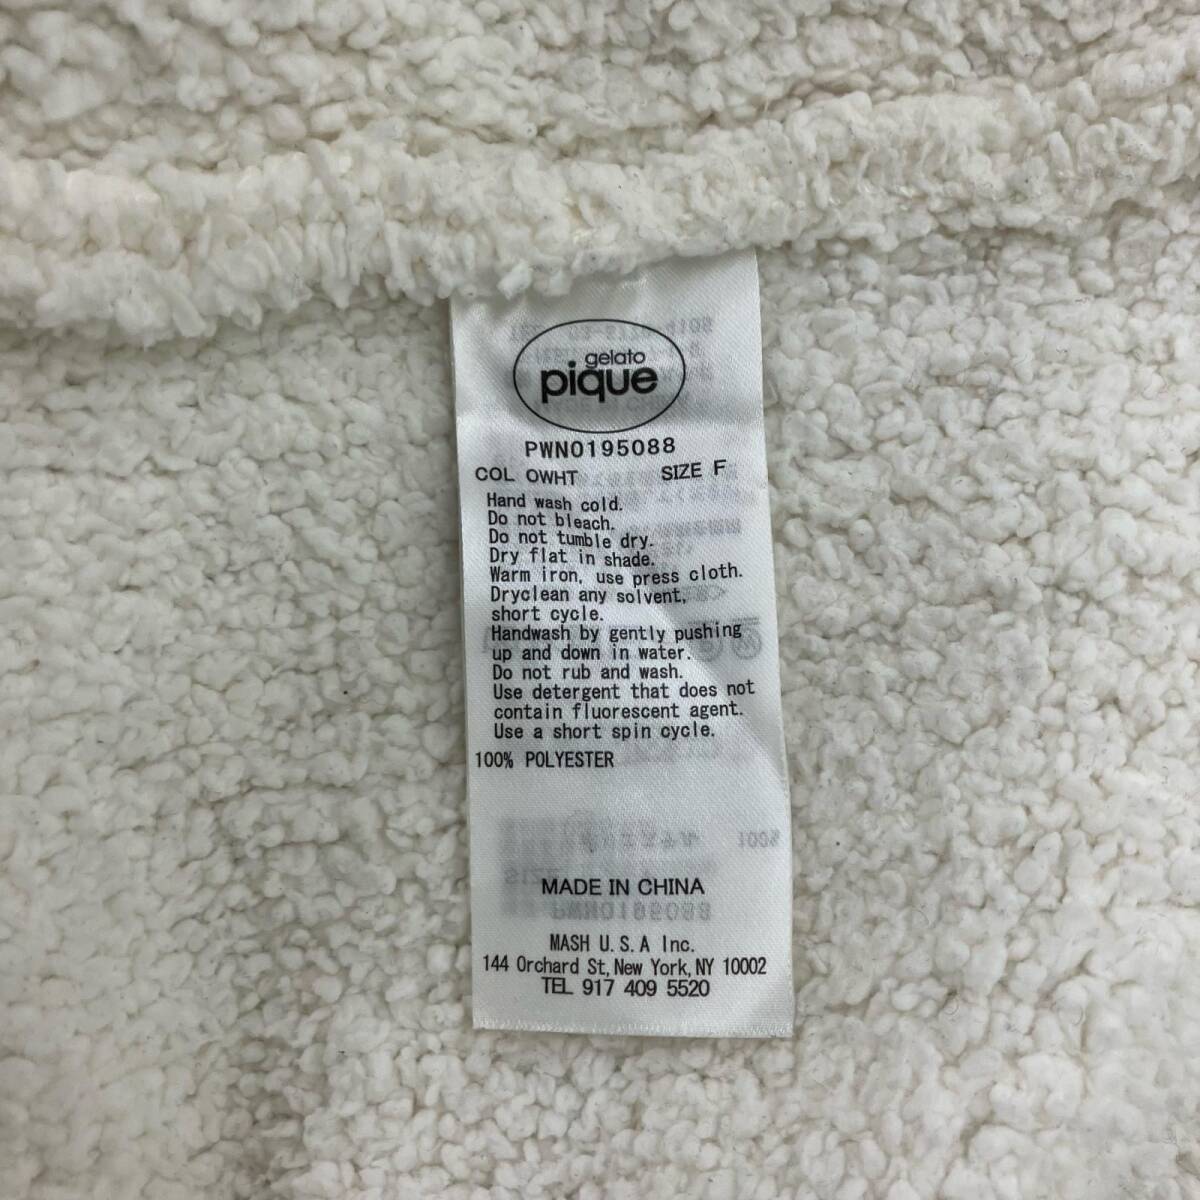 gelato
pique
PWN0195088
COL OWHT SIZE F
Hand wash cold.
Do not bleach.
Do not tumble dry.
Dry flat in shade.
Warm iron, use press cloth.
Dryclean any solvent,
short cycle.
Handwash by gently pushing
up and down in water.
Do not rub and wash.
Use detergent that does not
contain fluorescent agent.
Use a short spin cycle.
100% POLYESTER
MADE IN CHINA
MASH U.S.A Inc.
144 Orchard St, New York, NY 10002
TEL 917 409 5520